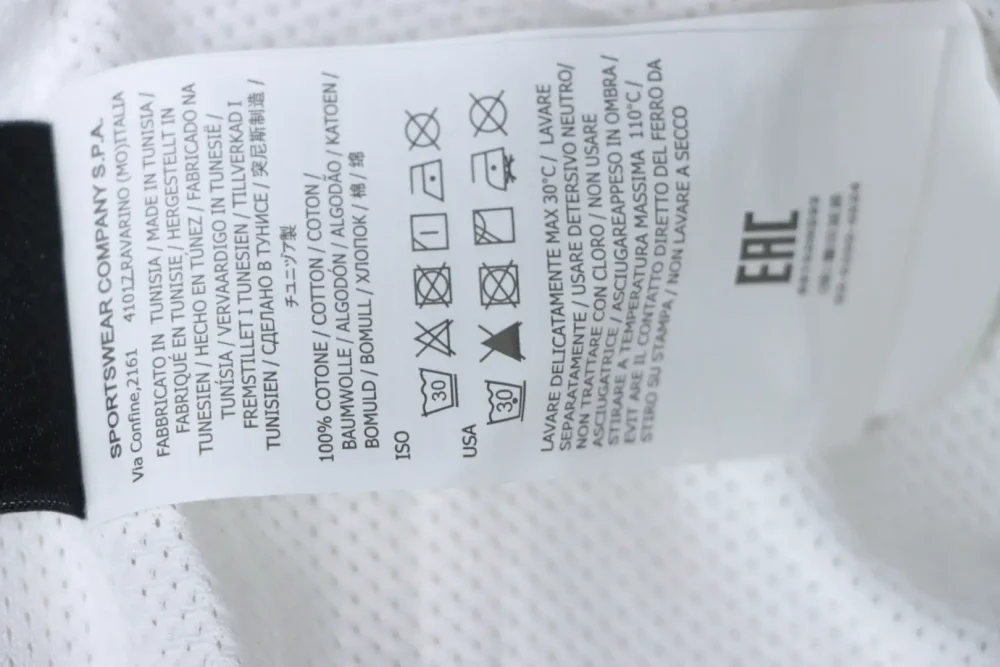 SPORTSWEAR COMPANY S.P.A.
Via Confine,2161 41017,RAVARINO (MO)ITALIA
FABBRICATO IN TUNISIA / MADE IN TUNISIA /
FABRIQUÉ EN TUNISIE / HERGESTELLT IN
TUNESIEN / HECHO EN TÚNEZ / FABRICADO NA
TUNÍSIA / VERVAARDIGD IN TUNESIË /
FREMSTILLET I TUNESIEN / TILLVERKAD I
TUNISIEN / СДЕЛАНО В ТУНИСЕ / 突尼斯制造 /
チュニジア製
100% COTONE / COTTON / COTON /
BAUMWOLLE / ALGODÓN / ALGODÃO / KATOEN /
BOMULD / BOMULL / ХЛОПОК / 棉 / 綿
ISO
30
USA
30
LAVARE DELICATAMENTE MAX 30°C/ LAVARE
SEPARATAMENTE / USARE DETERSIVO NEUTRO/
NON TRATTARE CON CLORO / NON USARE
ASCIUGATRICE / ASCIUGAREAPPESO IN OMBRA /
STIRARE A TEMPERATURA MASSIMA 110°C /
EVIT ARE IL CONTATTO DIRETTO DEL FERRO DA
STIRO SU STAMPA / NON LAVARE A SECCO
EAC